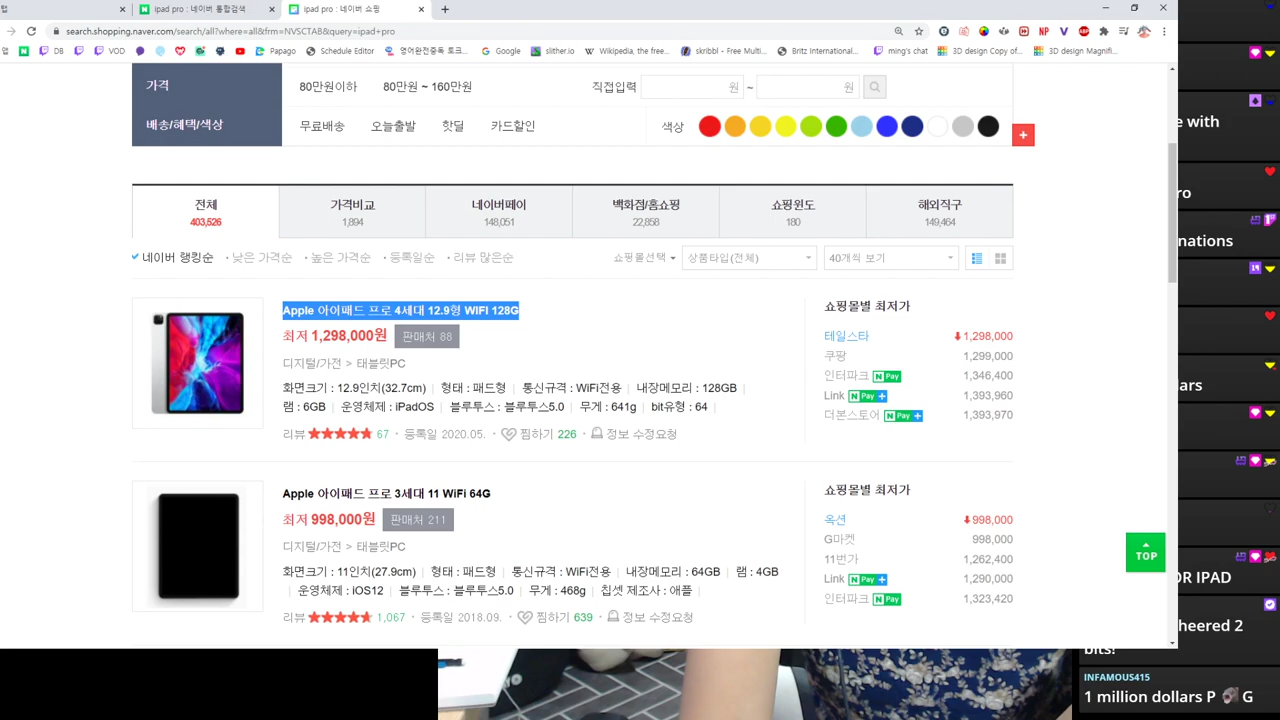 탭
ipad pro : 네이버 통합검색
ipad pro : 네이버 쇼핑
search.shopping.naver.com/search/all?where=all&frm=NVSCTAB&query=ipad+pro
앱
DB
VOD
Papago
Schedule Editor
영어완전중독 토크...
Google
slither.io
Wikipedia, the free...
skribbl - Free Multi...
Britz Internationa...
ming's chat
3D design Copy of...
3D design Magnifi...
가격
80만원이하
80만원 ~ 160만원
직접입력
원 ~
원
배송/혜택/색상
무료배송
오늘출발
핫딜
카드할인
색상
전체
403,526
가격비교
1,894
네이버페이
148,051
백화점/홈쇼핑
22,858
쇼핑윈도
180
해외직구
149,464
네이버 랭킹순
낮은 가격순
높은 가격순
등록일순
리뷰 많은순
쇼핑몰선택
상품타입(전체)
40개씩 보기
Apple 아이패드 프로 4세대 12.9형 WIFI 128G
최저 1,298,000원
판매처 88
디지털/가전 > 태블릿PC
화면크기 : 12.9인치(32.7cm) | 형태 : 패드형 | 통신규격 : WiFi전용 | 내장메모리 : 128GB |
램 : 6GB | 운영체제 : iPadOS | 블루투스 : 블루투스5.0 | 무게 : 641g | bit유형 : 64 |
리뷰 67 · 등록일 2020.05. · 찜하기 226 · 정보 수정요청
쇼핑몰별 최저가
테일스타 1,298,000
쿠팡 1,299,000
인터파크 N Pay 1,346,400
Link N Pay + 1,393,960
더본스토어 N Pay + 1,393,970
Apple 아이패드 프로 3세대 11 WiFi 64G
최저 998,000원
판매처 211
디지털/가전 > 태블릿PC
화면크기 : 11인치(27.9cm) | 형태 : 패드형 | 통신규격 : WiFi전용 | 내장메모리 : 64GB | 램 : 4GB
| 운영체제 : iOS12 | 블루투스 : 블루투스5.0 | 무게 : 468g | 칩셋 제조사 : 애플 |
리뷰 1,067 · 등록일 2018.09. · 찜하기 639 · 정보 수정요청
쇼핑몰별 최저가
옥션 998,000
G마켓 998,000
11번가 1,262,400
Link N Pay + 1,290,000
인터파크 N Pay 1,323,420
TOP
e with
ro
nations
ars
OR IPAD
heered 2
bits!
INFAMOUS415
1 million dollars P G